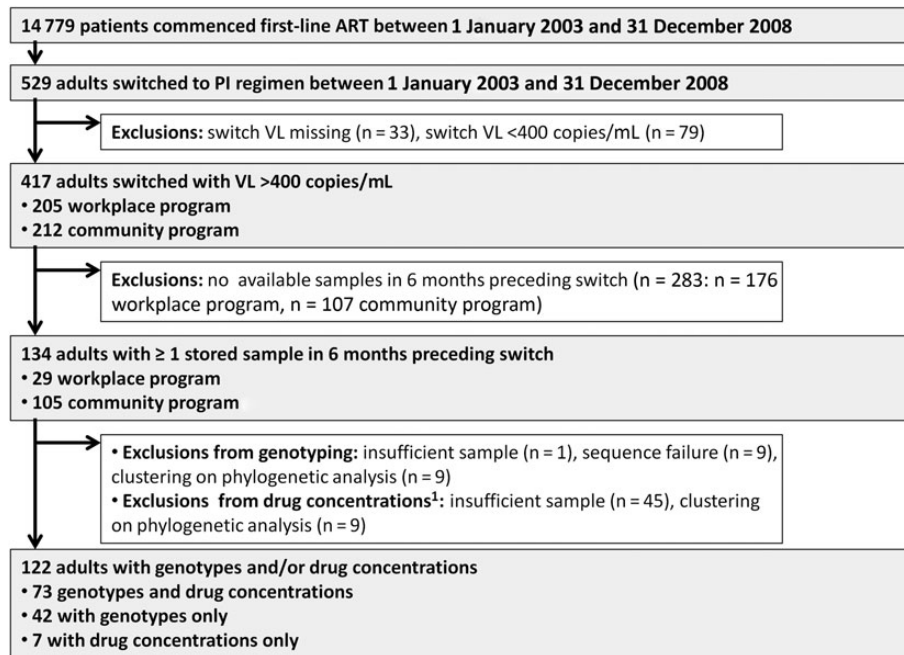 14 779 patients commenced first-line ART between 1 January 2003 and 31 December 2008
529 adults switched to PI regimen between 1 January 2003 and 31 December 2008
Exclusions: switch VL missing (n = 33), switch VL <400 copies/mL (n = 79)
417 adults switched with VL >400 copies/mL
• 205 workplace program
• 212 community program
Exclusions: no available samples in 6 months preceding switch (n = 283: n = 176
workplace program, n = 107 community program)
134 adults with ≥ 1 stored sample in 6 months preceding switch
• 29 workplace program
• 105 community program
• Exclusions from genotyping: insufficient sample (n = 1), sequence failure (n = 9),
clustering on phylogenetic analysis (n = 9)
• Exclusions from drug concentrations¹: insufficient sample (n = 45), clustering
on phylogenetic analysis (n = 9)
122 adults with genotypes and/or drug concentrations
• 73 genotypes and drug concentrations
• 42 with genotypes only
• 7 with drug concentrations only